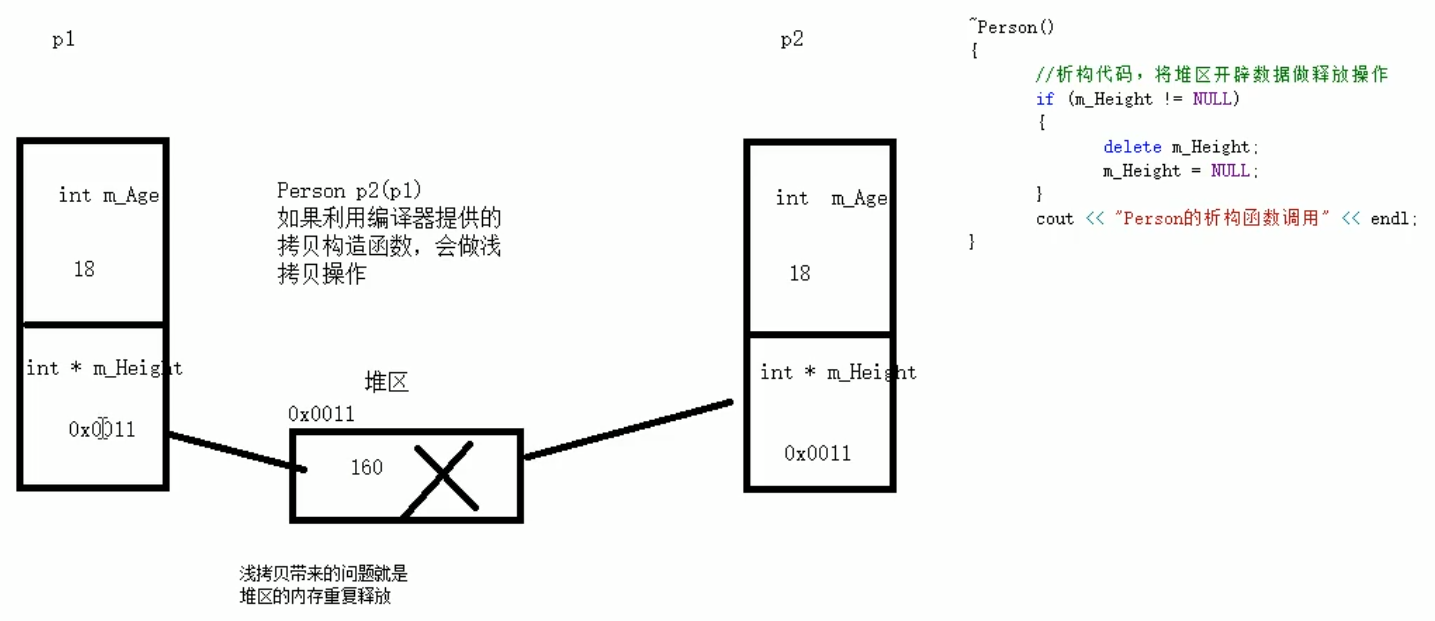 p1
int m_Age
18
int * m_Height
0x0011
Person p2(p1)
如果利用编译器提供的
拷贝构造函数，会做浅
拷贝操作
堆区
0x0011
160
浅拷贝带来的问题就是
堆区的内存重复释放
p2
int  m_Age
18
int * m_Height
0x0011
~Person()
{
//析构代码，将堆区开辟数据做释放操作
if (m_Height != NULL)
{
delete m_Height;
m_Height = NULL;
}
cout << "Person的析构函数调用" << endl;
}